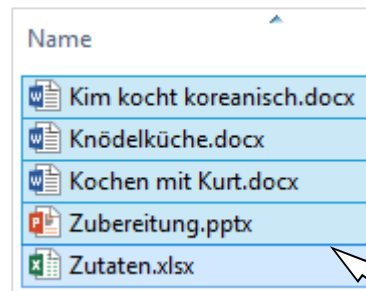 Name
Kim kocht koreanisch.docx
Knödelküche.docx
Kochen mit Kurt.docx
Zubereitung.pptx
Zutaten.xlsx